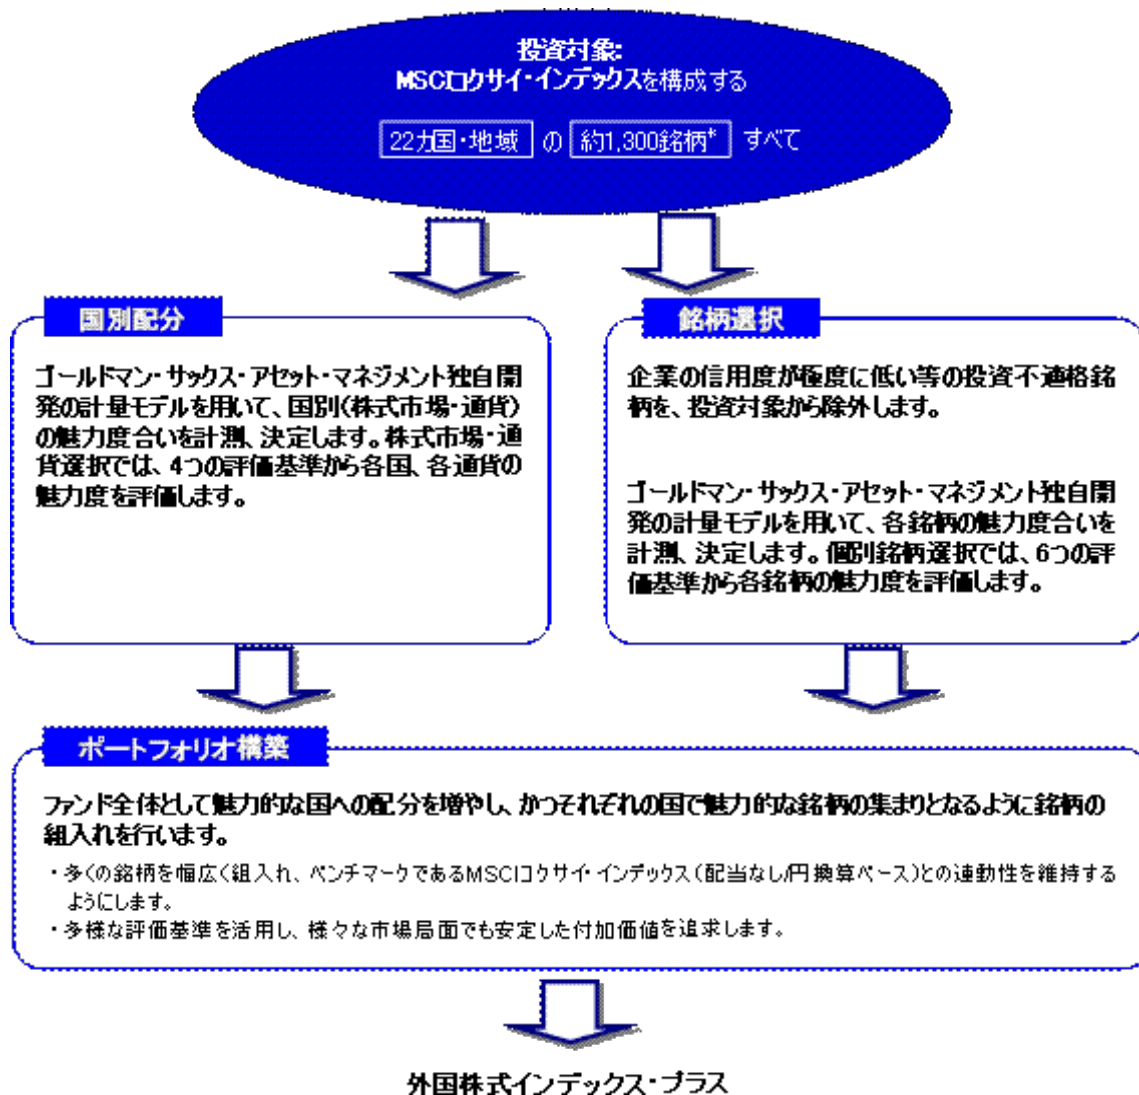 投資対象:
MSCIコクサイ・インデックスを構成する
22カ国・地域 の 約1,300銘柄* すべて
国別配分
ゴールドマン・サックス・アセット・マネジメント独自開
発の計量モデルを用いて、国別(株式市場・通貨)
の魅力度合いを計測、決定します。株式市場・通
貨選択では、4つの評価基準から各国、各通貨の
魅力度を評価します。
銘柄選択
企業の信用度が極度に低い等の投資不適格銘
柄を、投資対象から除外します。
ゴールドマン・サックス・アセット・マネジメント独自開
発の計量モデルを用いて、各銘柄の魅力度合いを
計測、決定します。個別銘柄選択では、6つの評
価基準から各銘柄の魅力度を評価します。
ポートフォリオ構築
ファンド全体として魅力的な国への配分を増やし、かつそれぞれの国で魅力的な銘柄の集まりとなるように銘柄の
組入れを行います。
・多くの銘柄を幅広く組入れ、ベンチマークであるMSCIコクサイ・インデックス(配当なし/円換算ベース)との連動性を維持する
ようにします。
・多様な評価基準を活用し、様々な市場局面でも安定した付加価値を追求します。
外国株式インデックス・プラス